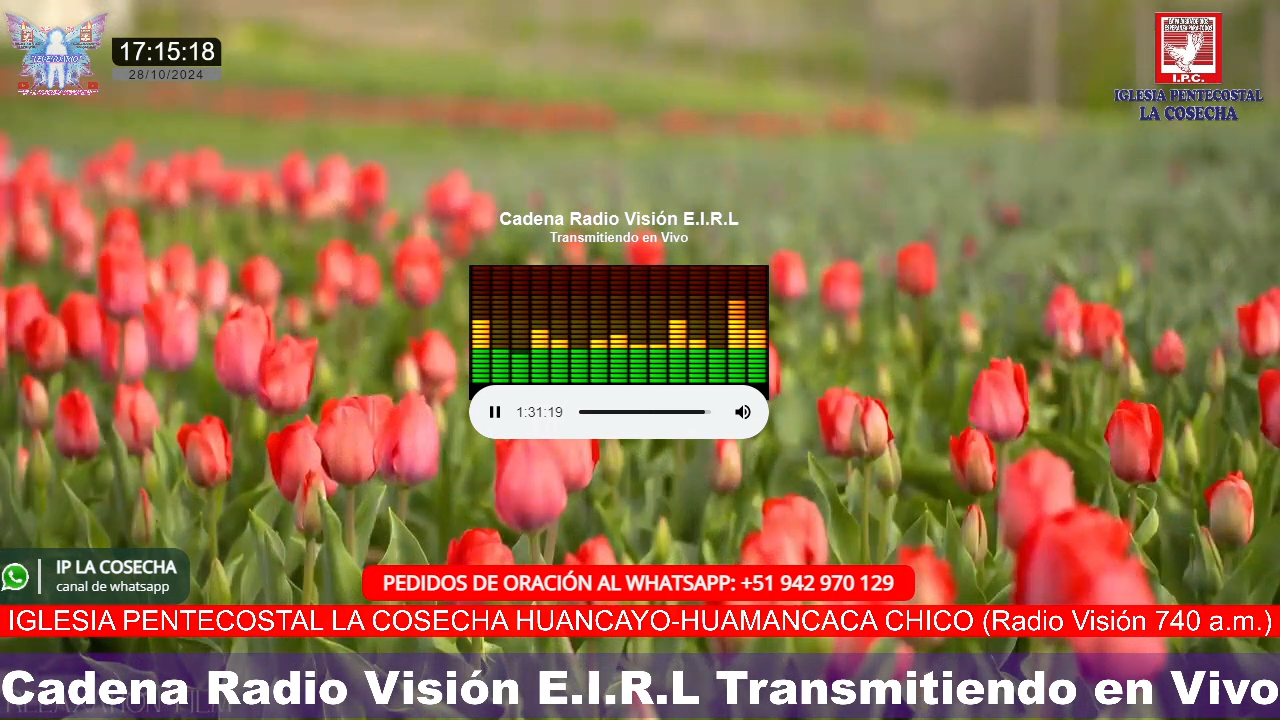 17:15:18
28/10/2024
I.P.C.
IGLESIA PENTECOSTAL
LA COSECHA
Cadena Radio Visión E.I.R.L
Transmitiendo en Vivo
1:31:19
IP LA COSECHA
canal de whatsapp
PEDIDOS DE ORACIÓN AL WHATSAPP: +51 942 970 129
IGLESIA PENTECOSTAL LA COSECHA HUANCAYO-HUAMANCACA CHICO (Radio Visión 740 a.m.)
Cadena Radio Visión E.I.R.L Transmitiendo en Vivo